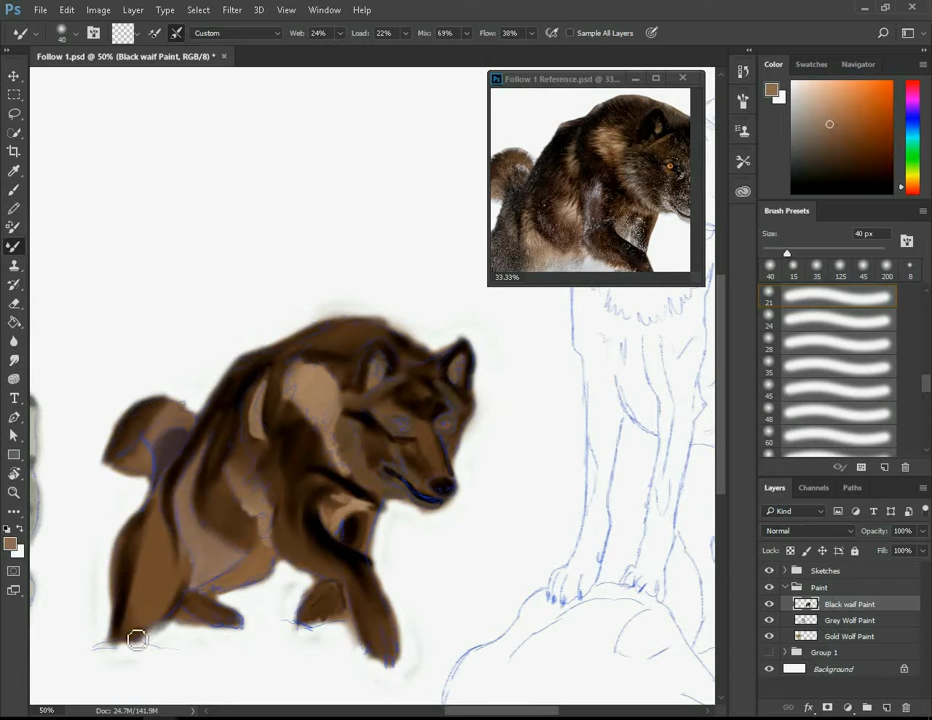 Ps File Edit Image Layer Type Select Filter 3D View Window Help
40 Custom Wet: 24% Load: 22% Mix: 69% Flow: 38% Sample All Layers
Follow 1.psd @ 50% (Black waif Paint, RGB/8) * ×
Color Swatches Navigator
Follow 1 Reference.psd @ 33...
33.33%
Brush Presets
Size: 40 px
40 15 35 125 45 200 8
21
24
28
35
45
48
60
Layers Channels Paths
Kind
Normal Opacity: 100%
Lock: Fill: 100%
Sketches
Paint
Black waif Paint
Grey Wolf Paint
Gold Wolf Paint
Group 1
Background
50% Doc: 24.7M/141.9M